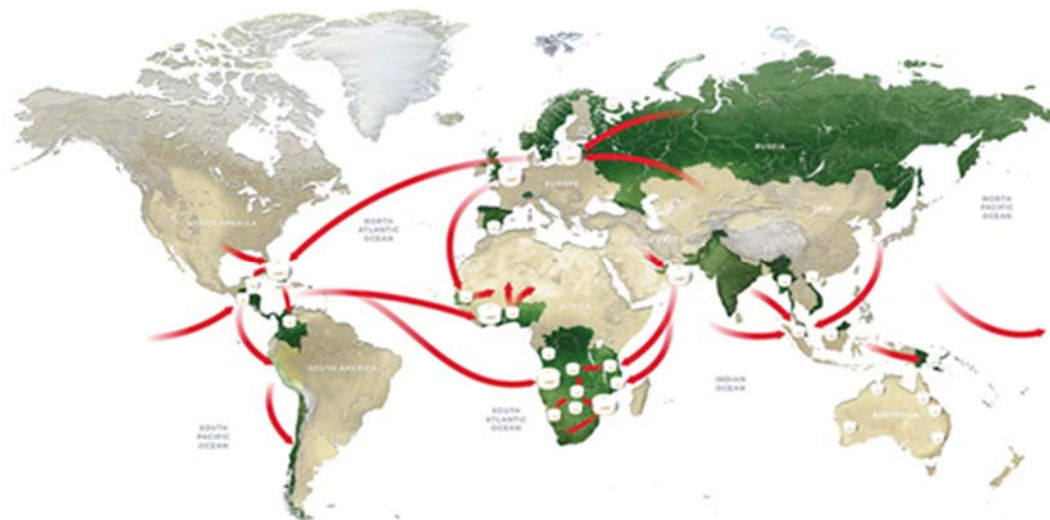 RUSSIA
EUROPE
NORTH AMERICA
NORTH
ATLANTIC
OCEAN
NORTH
PACIFIC
OCEAN
AFRICA
SOUTH AMERICA
INDIAN
OCEAN
SOUTH
ATLANTIC
OCEAN
SOUTH
PACIFIC
OCEAN
AUSTRALIA